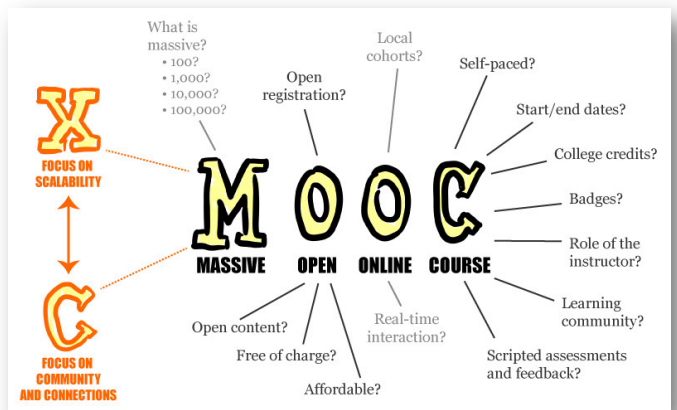 What is
massive?
• 100?
• 1,000?
• 10,000?
• 100,000?
Local
cohorts?
Open
registration?
Self-paced?
Start/end dates?
College credits?
Badges?
Role of the
instructor?
Learning
community?
Scripted assessments
and feedback?
X
FOCUS ON
SCALABILITY
C
FOCUS ON
COMMUNITY
AND CONNECTIONS
MOOC
MASSIVE OPEN ONLINE COURSE
Open content?
Free of charge?
Affordable?
Real-time
interaction?